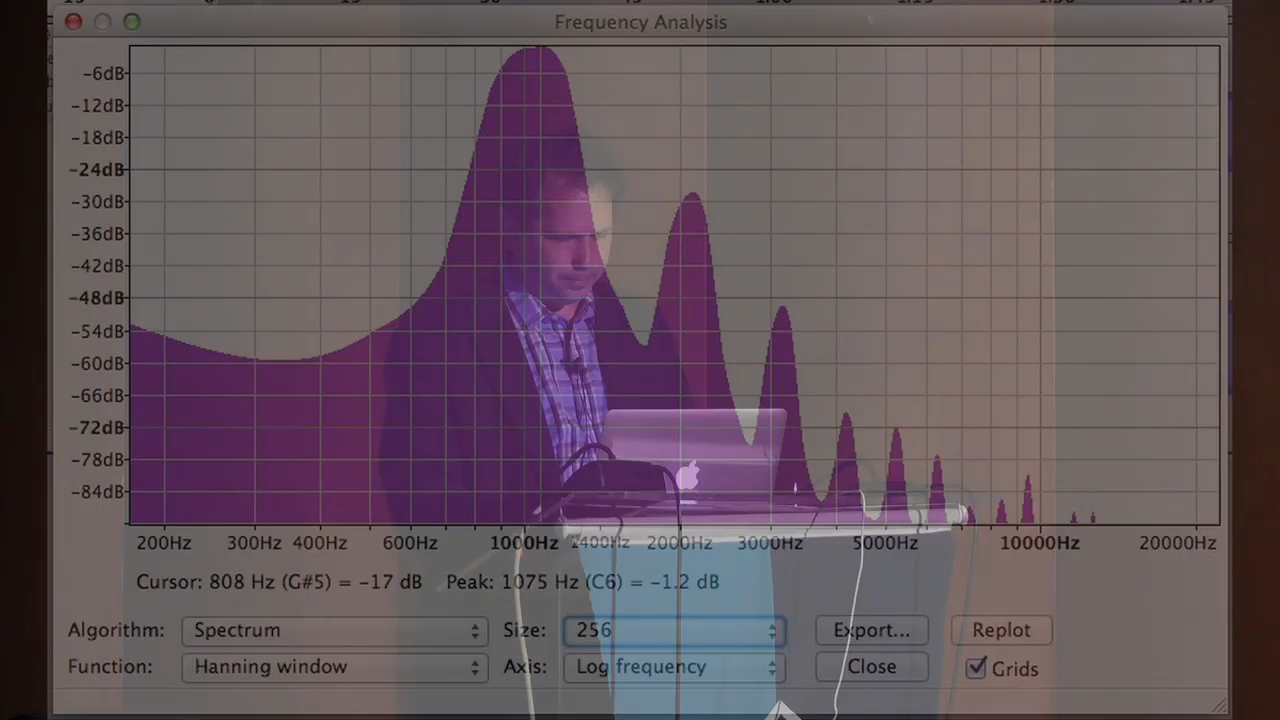 Frequency Analysis
-6dB
-12dB
-18dB
-24dB
-30dB
-36dB
-42dB
-48dB
-54dB
-60dB
-66dB
-72dB
-78dB
-84dB
200Hz 300Hz 400Hz 600Hz 1000Hz 1400Hz 2000Hz 3000Hz 5000Hz 10000Hz 20000Hz
Cursor: 808 Hz (G#5) = -17 dB Peak: 1075 Hz (C6) = -1.2 dB
Algorithm: Spectrum Size: 256 Export... Replot
Function: Hanning window Axis: Log frequency Close Grids